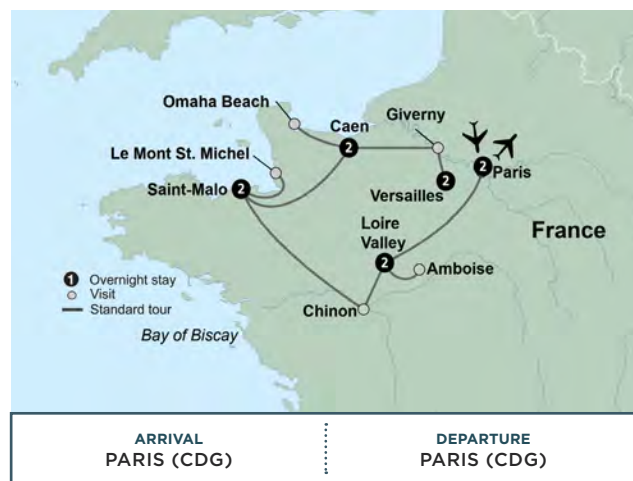 Omaha Beach
Caen
2
Giverny
Le Mont St. Michel
2
Paris
Saint-Malo
2
Versailles
2
Loire
Valley
2
France
Amboise
1 Overnight stay
Visit
Standard tour
Chinon
Bay of Biscay
ARRIVAL
PARIS (CDG)
DEPARTURE
PARIS (CDG)